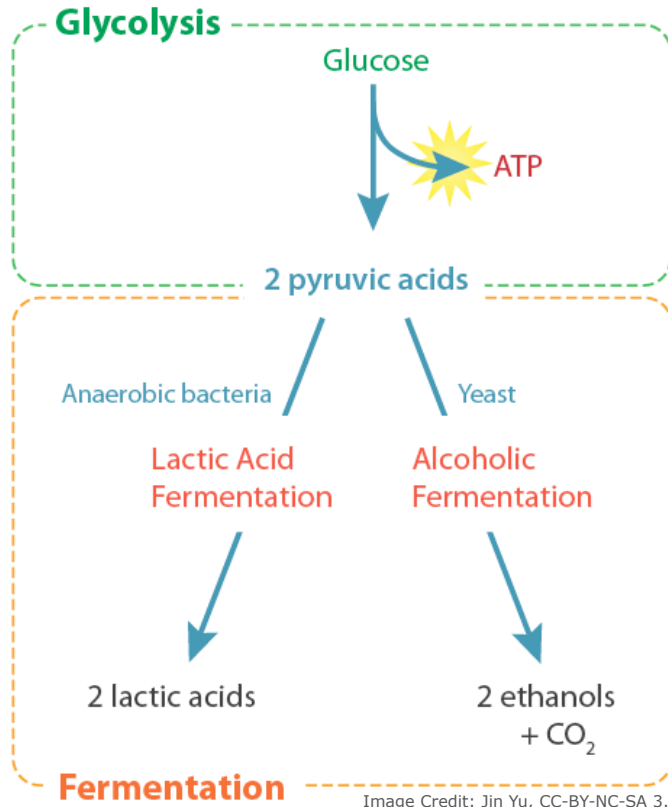 Glycolysis
Glucose
ATP
2 pyruvic acids
Anaerobic bacteria
Yeast
Lactic Acid
Fermentation
Alcoholic
Fermentation
2 lactic acids
2 ethanols
+ CO₂
Fermentation
Image Credit: Jin Yu, CC-BY-NC-SA 3.